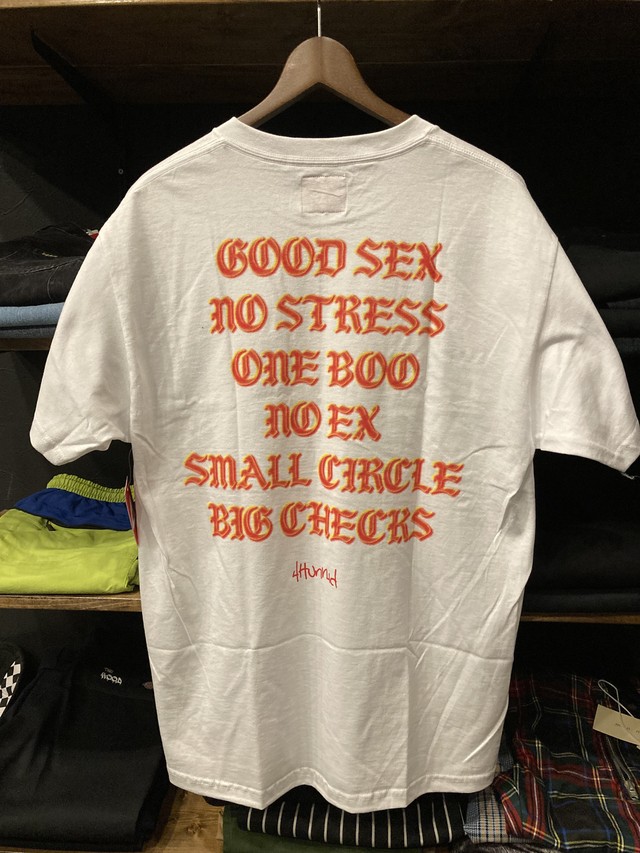 GOOD SEX
NO STRESS
ONE BOO
NO EX
SMALL CIRCLE
BIG CHECKS
4Hunnid